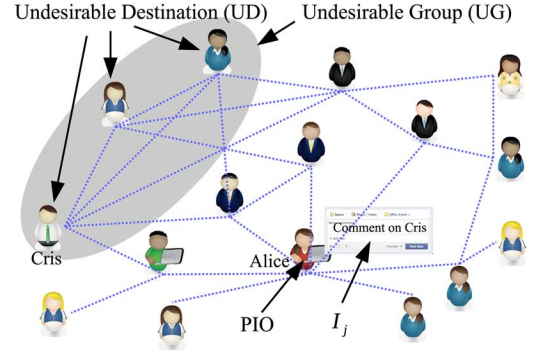 Undesirable Destination (UD)
Undesirable Group (UG)
Comment on Cris
Cris
Alice
PIO
I_j